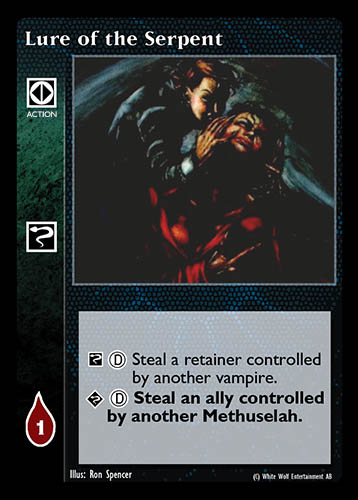 Lure of the Serpent
ACTION
D Steal a retainer controlled
by another vampire.
D Steal an ally controlled
by another Methuselah.
1
Illus: Ron Spencer
(C) White Wolf Entertainment AB